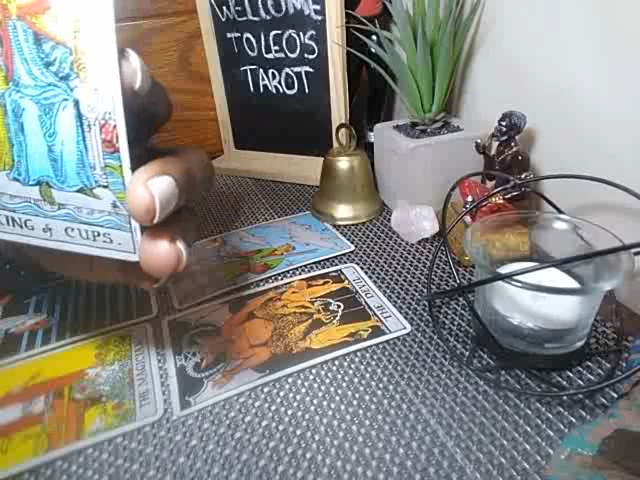 WELCOME
TO LEO'S
TAROT
KING of CUPS.
THE DEVIL.
THE MAGICIAN